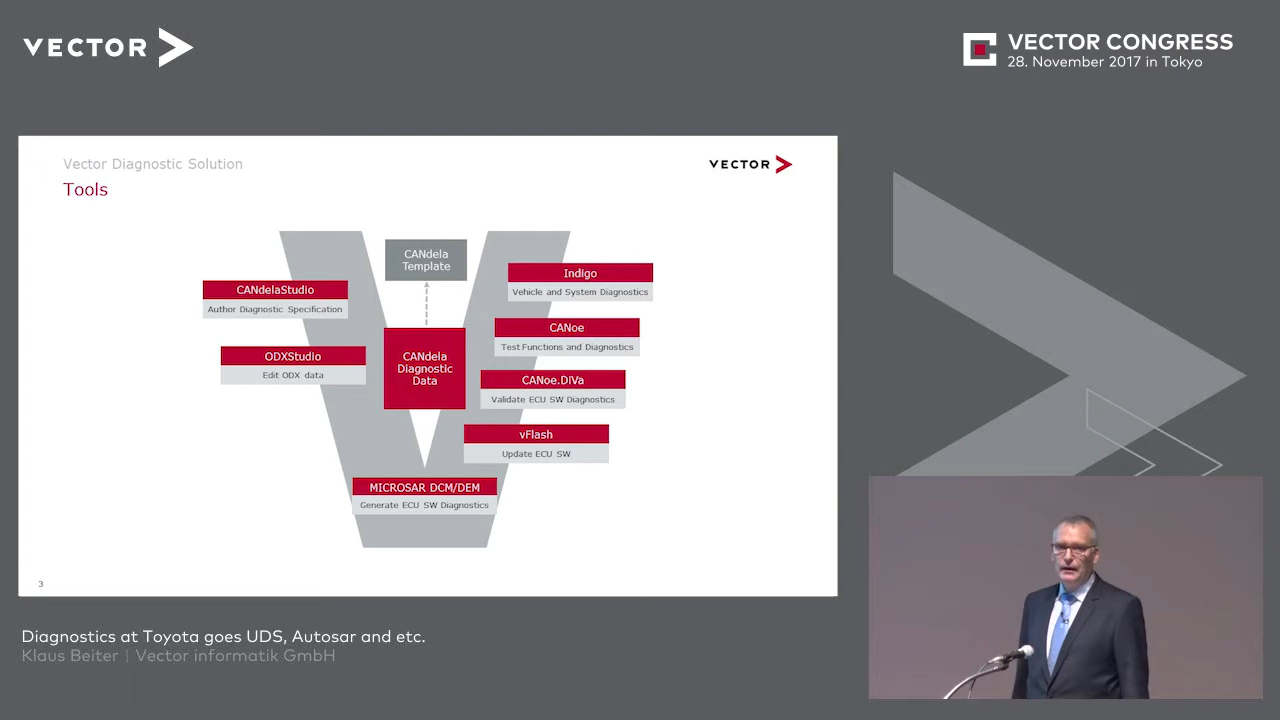 VECTOR
VECTOR CONGRESS
28. November 2017 in Tokyo
Vector Diagnostic Solution
Tools
VECTOR
CANdela
Template
CANdelaStudio
Author Diagnostic Specification
ODXStudio
Edit ODX data
CANdela
Diagnostic
Data
Indigo
Vehicle and System Diagnostics
CANoe
Test Functions and Diagnostics
CANoe.DiVa
Validate ECU SW Diagnostics
vFlash
Update ECU SW
MICROSAR DCM/DEM
Generate ECU SW Diagnostics
3
Diagnostics at Toyota goes UDS, Autosar and etc.
Klaus Beiter | Vector informatik GmbH